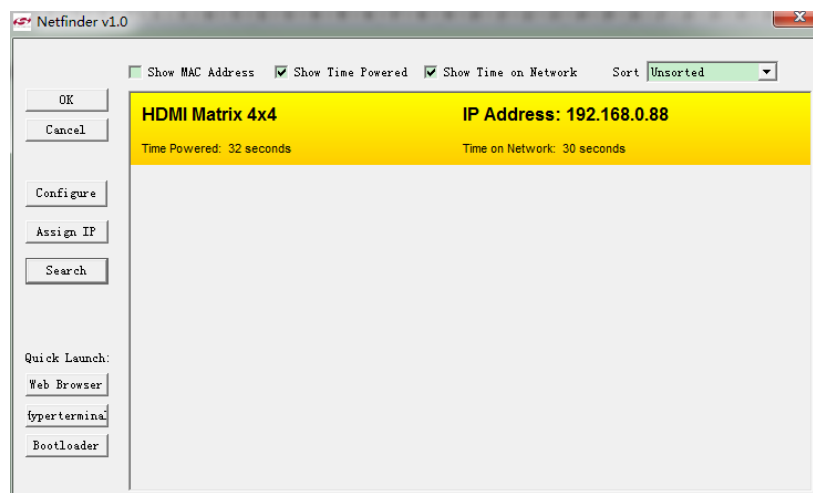 Netfinder v1.0
Show MAC Address Show Time Powered Show Time on Network Sort Unsorted
OK
Cancel
HDMI Matrix 4x4 IP Address: 192.168.0.88
Time Powered: 32 seconds Time on Network: 30 seconds
Configure
Assign IP
Search
Quick Launch:
Web Browser
Hypertermina
Bootloader